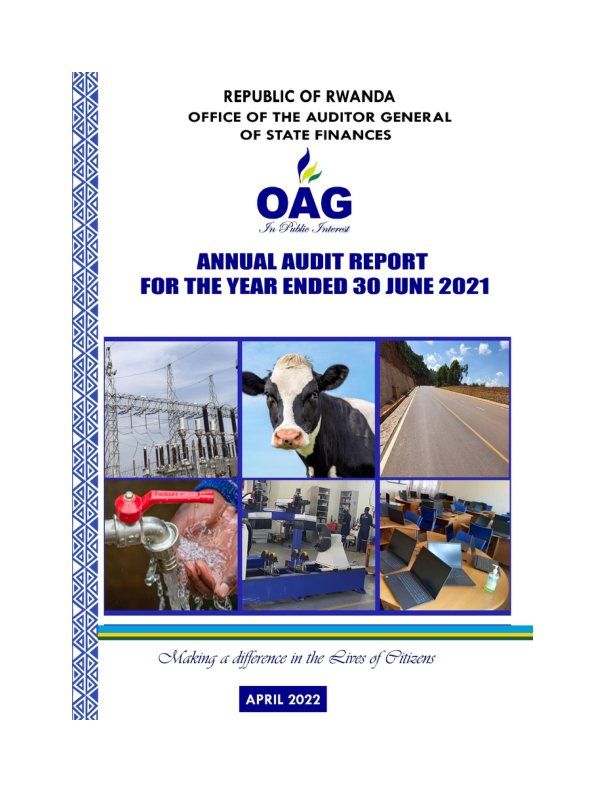 REPUBLIC OF RWANDA
OFFICE OF THE AUDITOR GENERAL
OF STATE FINANCES
OAG
In Public Interest
ANNUAL AUDIT REPORT
FOR THE YEAR ENDED 30 JUNE 2021
Making a difference in the Lives of Citizens
APRIL 2022